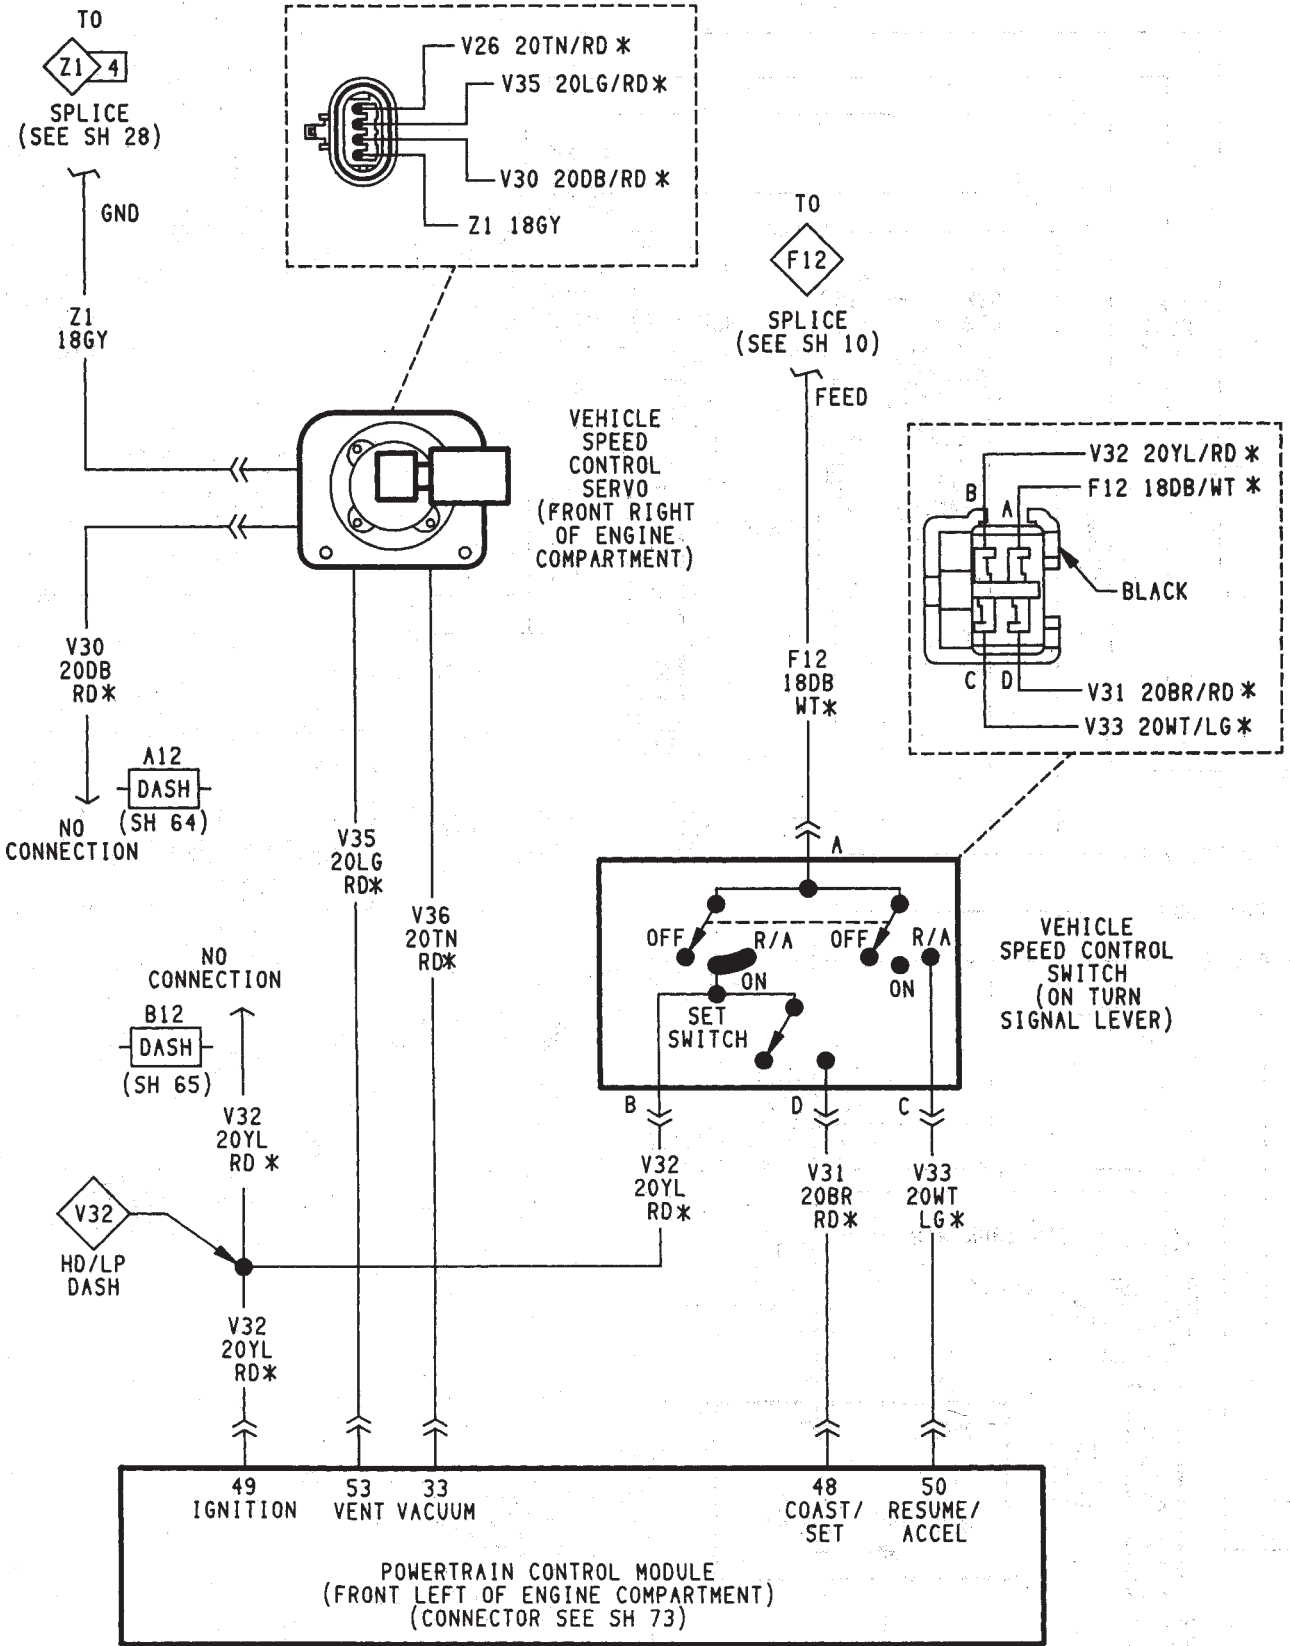 TO
Z1 4
SPLICE
(SEE SH 28)
GND
Z1
18GY
V26 20TN/RD *
V35 20LG/RD*
V30 20DB/RD *
Z1 18GY
TO
F12
SPLICE
(SEE SH 10)
FEED
VEHICLE
SPEED
CONTROL
SERVO
(FRONT RIGHT
OF ENGINE
COMPARTMENT)
V32 20YL/RD *
F12 18DB/WT *
B A
BLACK
C D
V31 20BR/RD *
V33 20WT/LG *
V30
20DB
RD*
A12
DASH
(SH 64)
NO
CONNECTION
F12
18DB
WT*
V35
20LG
RD*
V36
20TN
RD*
A
OFF R/A OFF R/A
ON ON
SET
SWITCH
VEHICLE
SPEED CONTROL
SWITCH
(ON TURN
SIGNAL LEVER)
NO
CONNECTION
B12
DASH
(SH 65)
V32
20YL
RD *
B D C
V32
20YL
RD*
V31
20BR
RD*
V33
20WT
LG*
V32
HD/LP
DASH
V32
20YL
RD*
49
IGNITION
53
VENT
33
VACUUM
48
COAST/
SET
50
RESUME/
ACCEL
POWERTRAIN CONTROL MODULE
(FRONT LEFT OF ENGINE COMPARTMENT)
(CONNECTOR SEE SH 73)